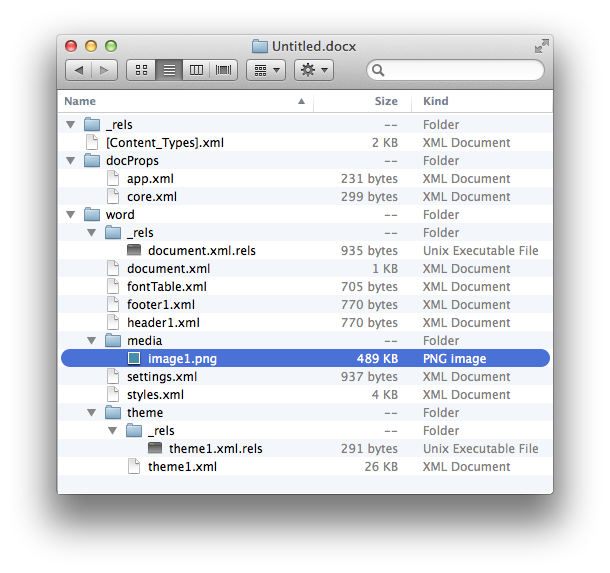 Untitled.docx
Name Size Kind
_rels -- Folder
[Content_Types].xml 2 KB XML Document
docProps -- Folder
app.xml 231 bytes XML Document
core.xml 299 bytes XML Document
word -- Folder
_rels -- Folder
document.xml.rels 935 bytes Unix Executable File
document.xml 1 KB XML Document
fontTable.xml 705 bytes XML Document
footer1.xml 770 bytes XML Document
header1.xml 770 bytes XML Document
media -- Folder
image1.png 489 KB PNG image
settings.xml 937 bytes XML Document
styles.xml 4 KB XML Document
theme -- Folder
_rels -- Folder
theme1.xml.rels 291 bytes Unix Executable File
theme1.xml 26 KB XML Document